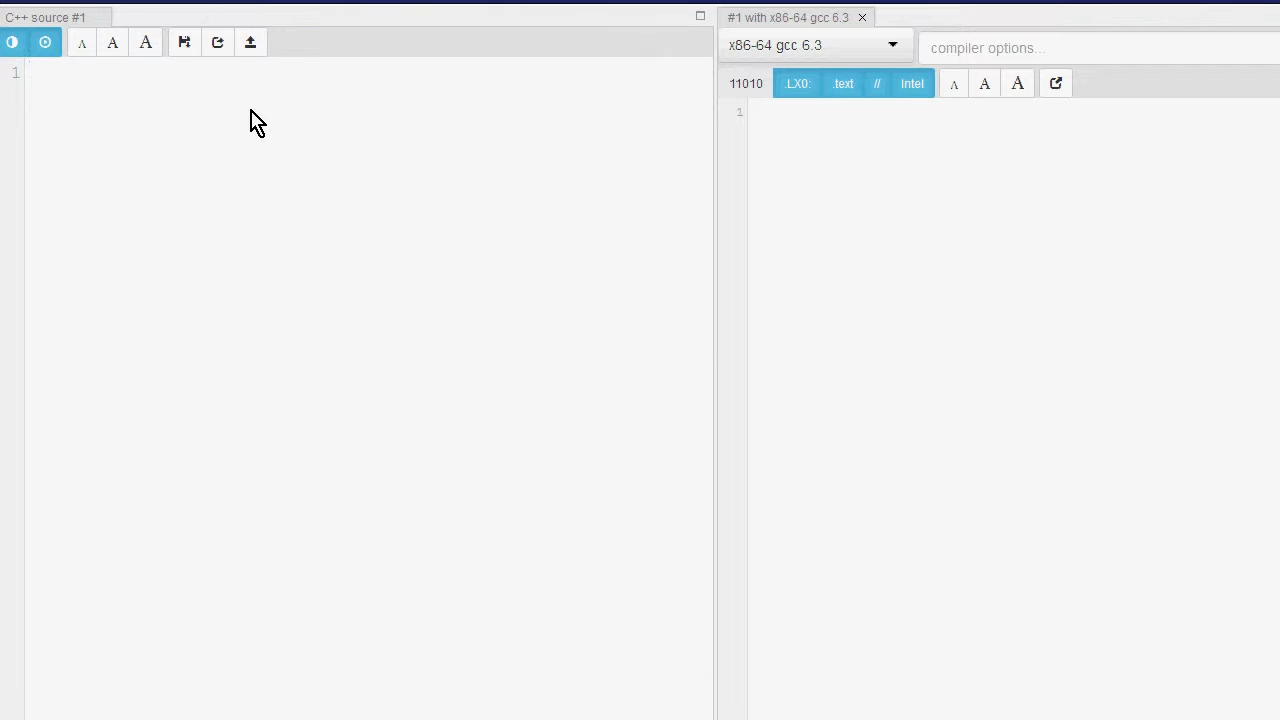 C++ source #1
A A A
1
#1 with x86-64 gcc 6.3
x86-64 gcc 6.3
compiler options...
11010 .LX0: .text // Intel A A A
1